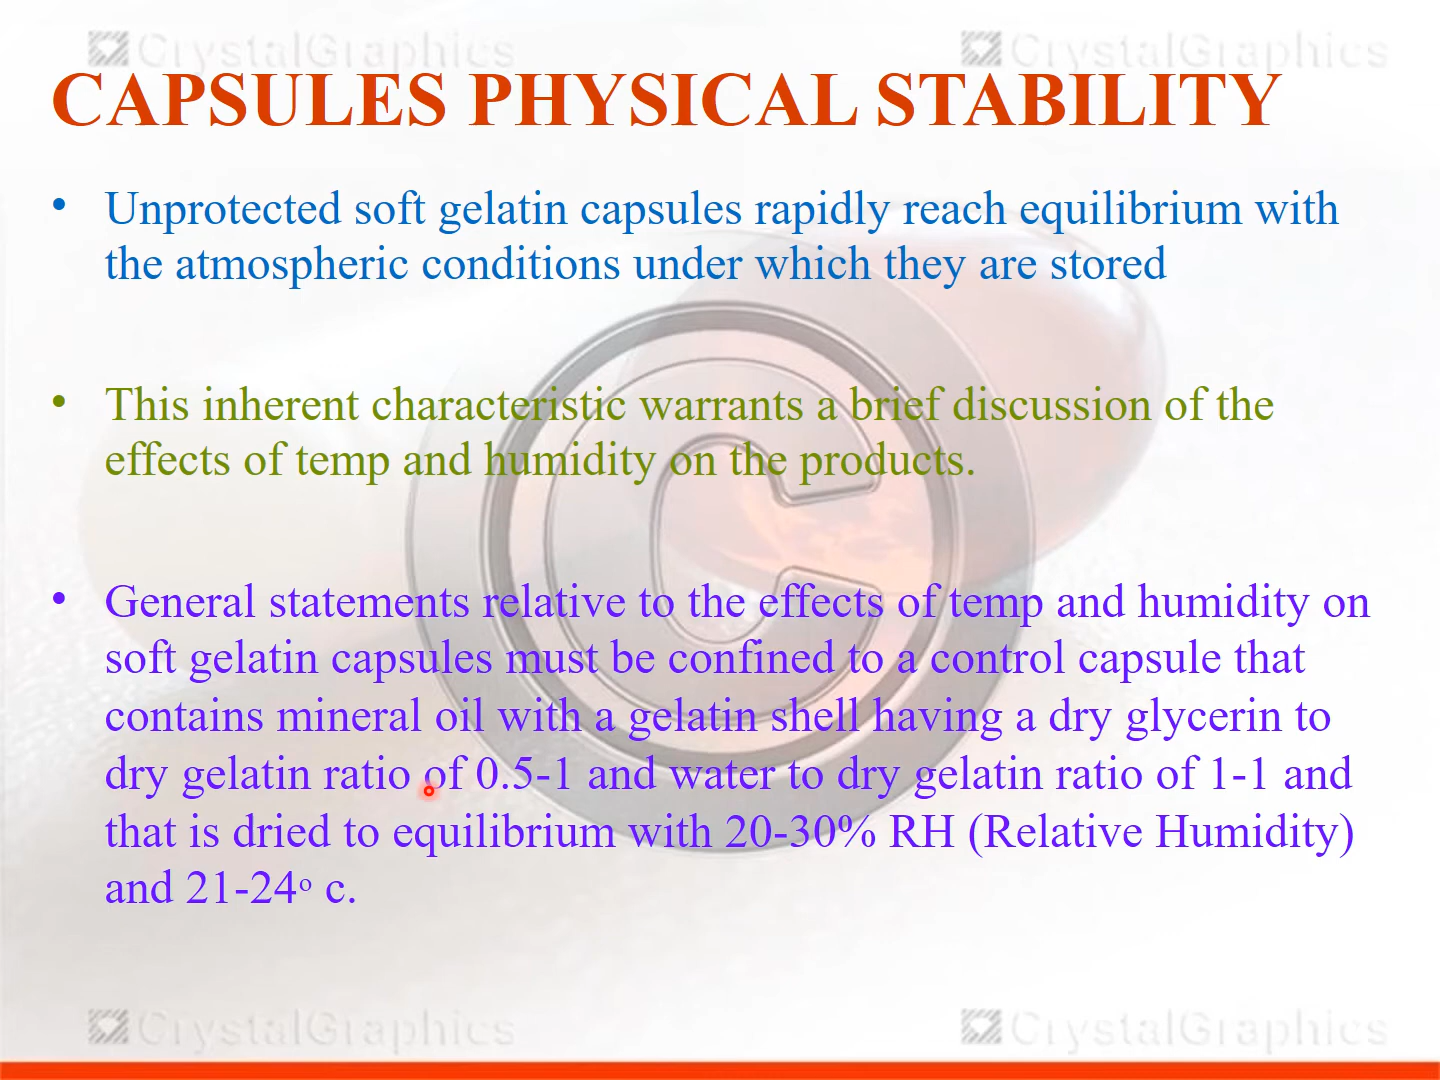 CrystalGraphics CrystalGraphics
CAPSULES PHYSICAL STABILITY
• Unprotected soft gelatin capsules rapidly reach equilibrium with
the atmospheric conditions under which they are stored
• This inherent characteristic warrants a brief discussion of the
effects of temp and humidity on the products.
• General statements relative to the effects of temp and humidity on
soft gelatin capsules must be confined to a control capsule that
contains mineral oil with a gelatin shell having a dry glycerin to
dry gelatin ratio of 0.5-1 and water to dry gelatin ratio of 1-1 and
that is dried to equilibrium with 20-30% RH (Relative Humidity)
and 21-24º c.
CrystalGraphics CrystalGraphics